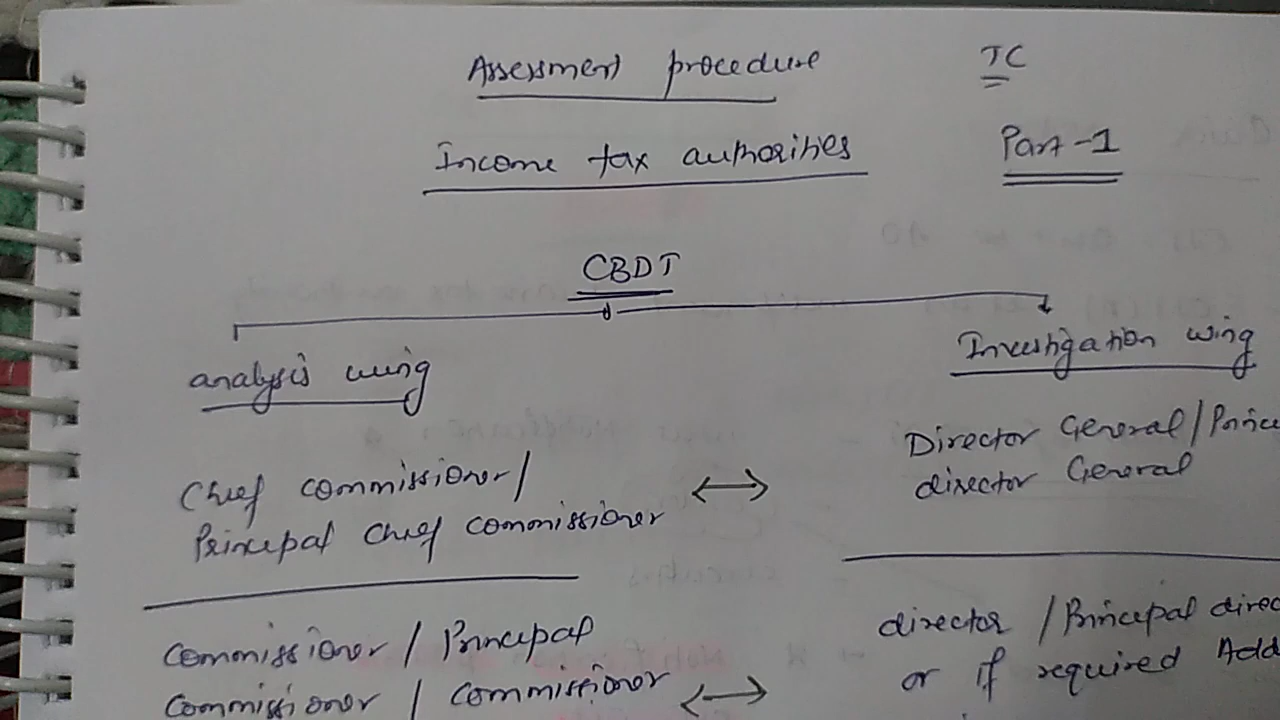 Assessment procedure TC
Income tax authorities Part-1
CBDT
analysis wing
Investigation wing
Chief commissioner/
Principal Chief commissioner
Director General/Princ
director General
commissioner / Principal
commissioner / commissioner
director /Principal direc
or if required Add